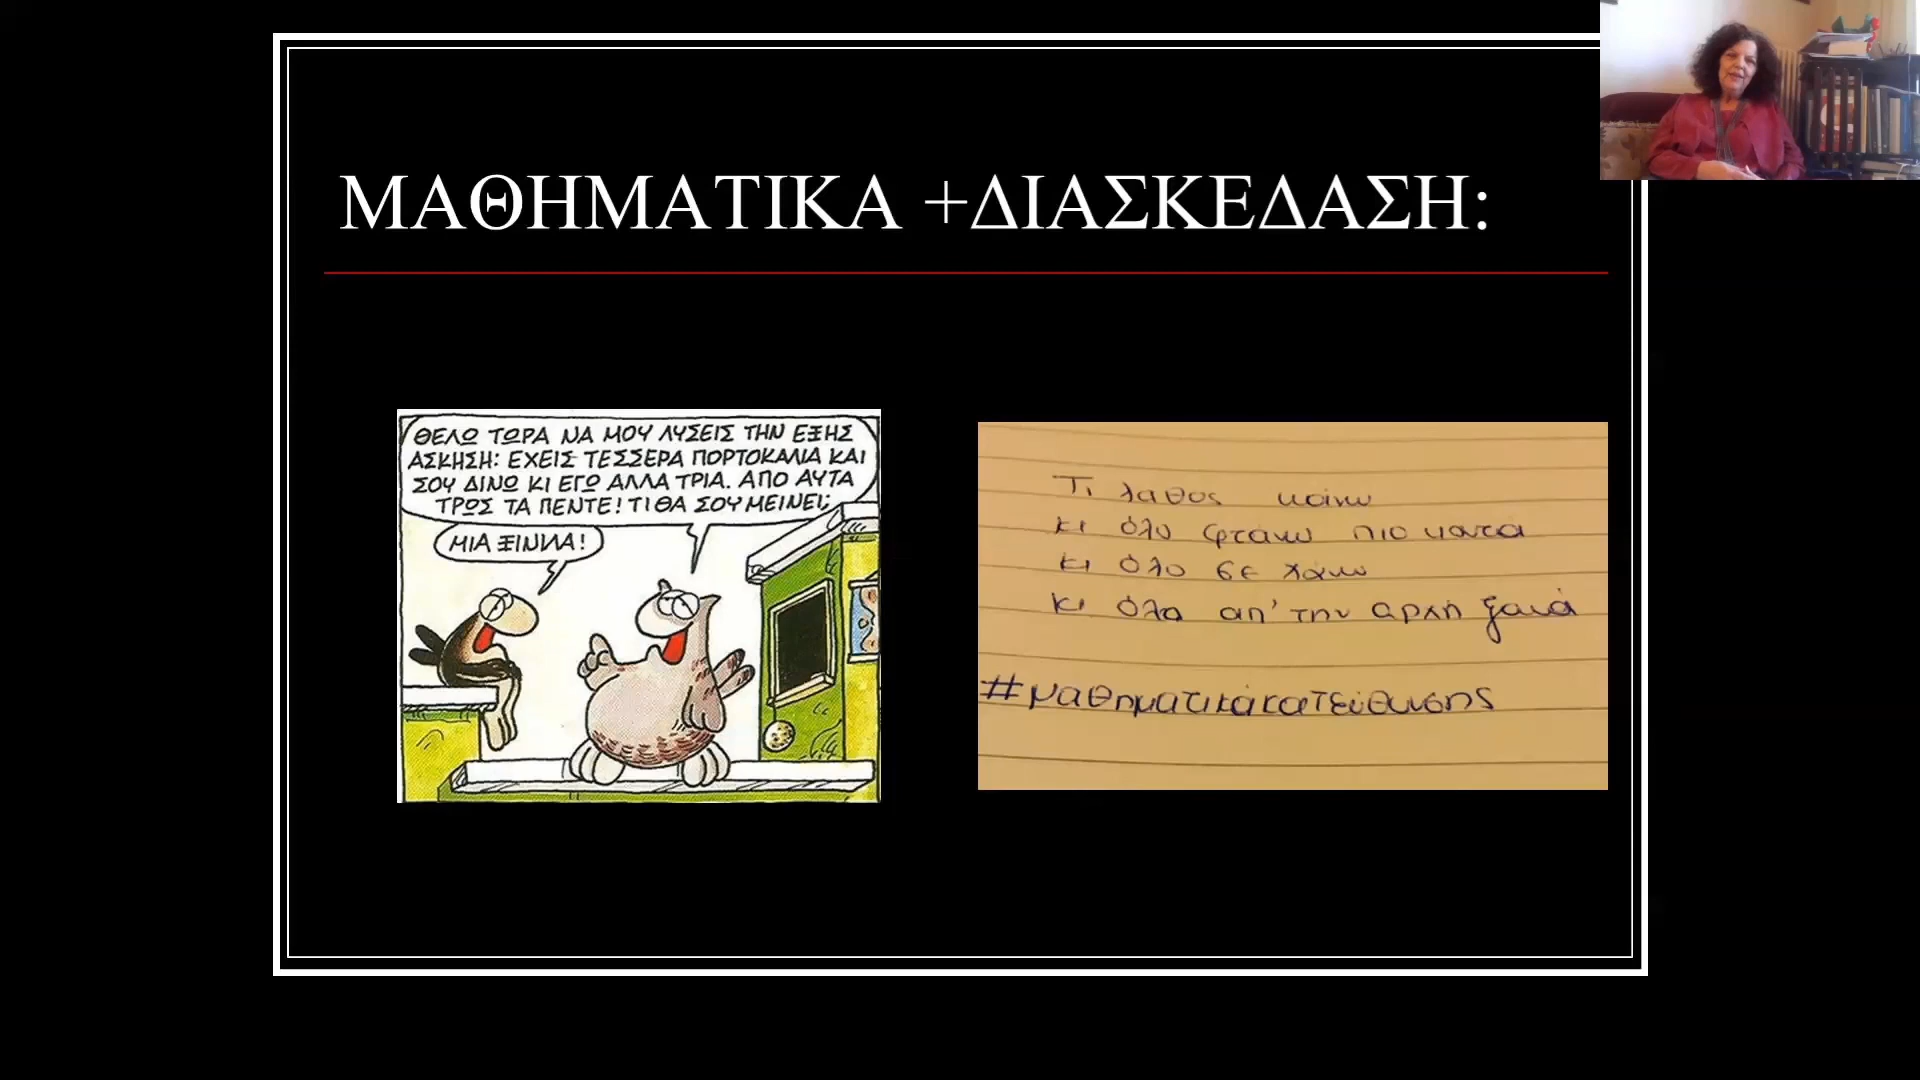 ΜΑΘΗΜΑΤΙΚΑ +ΔΙΑΣΚΕΔΑΣΗ:
ΘΕΛΩ ΤΩΡΑ ΝΑ ΜΟΥ ΛΥΣΕΙΣ ΤΗΝ ΕΞΗΣ
ΑΣΚΗΣΗ: ΕΧΕΙΣ ΤΕΣΣΕΡΑ ΠΟΡΤΟΚΑΛΙΑ ΚΑΙ
ΣΟΥ ΔΙΝΩ ΚΙ ΕΓΩ ΑΛΛΑ ΤΡΙΑ. ΑΠΟ ΑΥΤΑ
ΤΡΩΣ ΤΑ ΠΕΝΤΕ! ΤΙ ΘΑ ΣΟΥ ΜΕΙΝΕΙ;
ΜΙΑ ΞΙΝΙΛΑ!
Τι λαθος κάνω
κι όλο φτάνω πιο κοντά
κι όλο σε χάνω
κι όλα απ' την αρχή ξανά
#μαθηματικάκατεύθυνσης